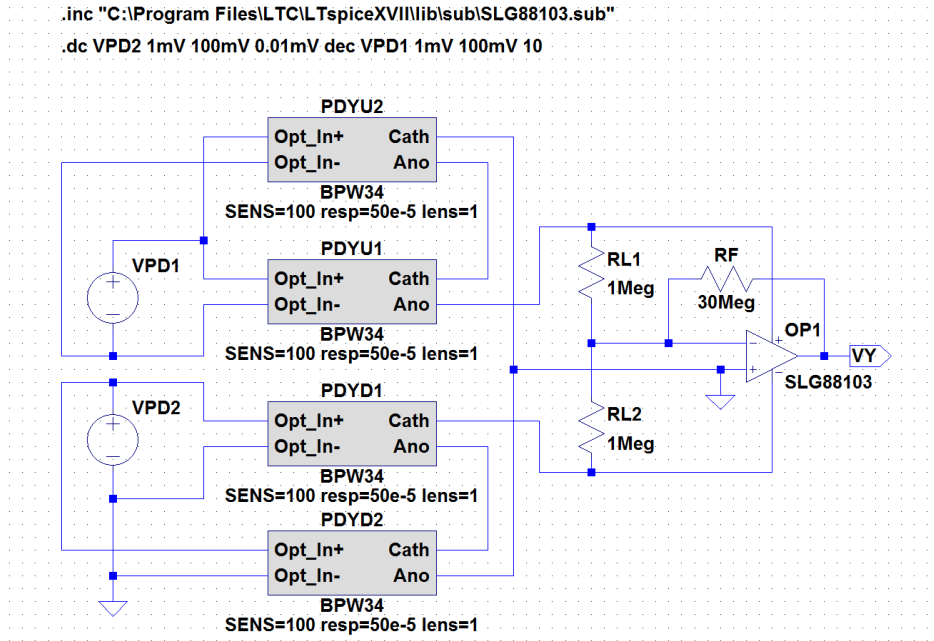 .inc "C:\Program Files\LTC\LTspiceXVII\lib\sub\SLG88103.sub"
.dc VPD2 1mV 100mV 0.01mV dec VPD1 1mV 100mV 10
PDYU2
Opt_In+ Cath
Opt_In- Ano
BPW34
SENS=100 resp=50e-5 lens=1
VPD1
PDYU1
Opt_In+ Cath
Opt_In- Ano
BPW34
SENS=100 resp=50e-5 lens=1
RL1
1Meg
RF
30Meg
OP1
VY
SLG88103
VPD2
PDYD1
Opt_In+ Cath
Opt_In- Ano
BPW34
SENS=100 resp=50e-5 lens=1
RL2
1Meg
PDYD2
Opt_In+ Cath
Opt_In- Ano
BPW34
SENS=100 resp=50e-5 lens=1